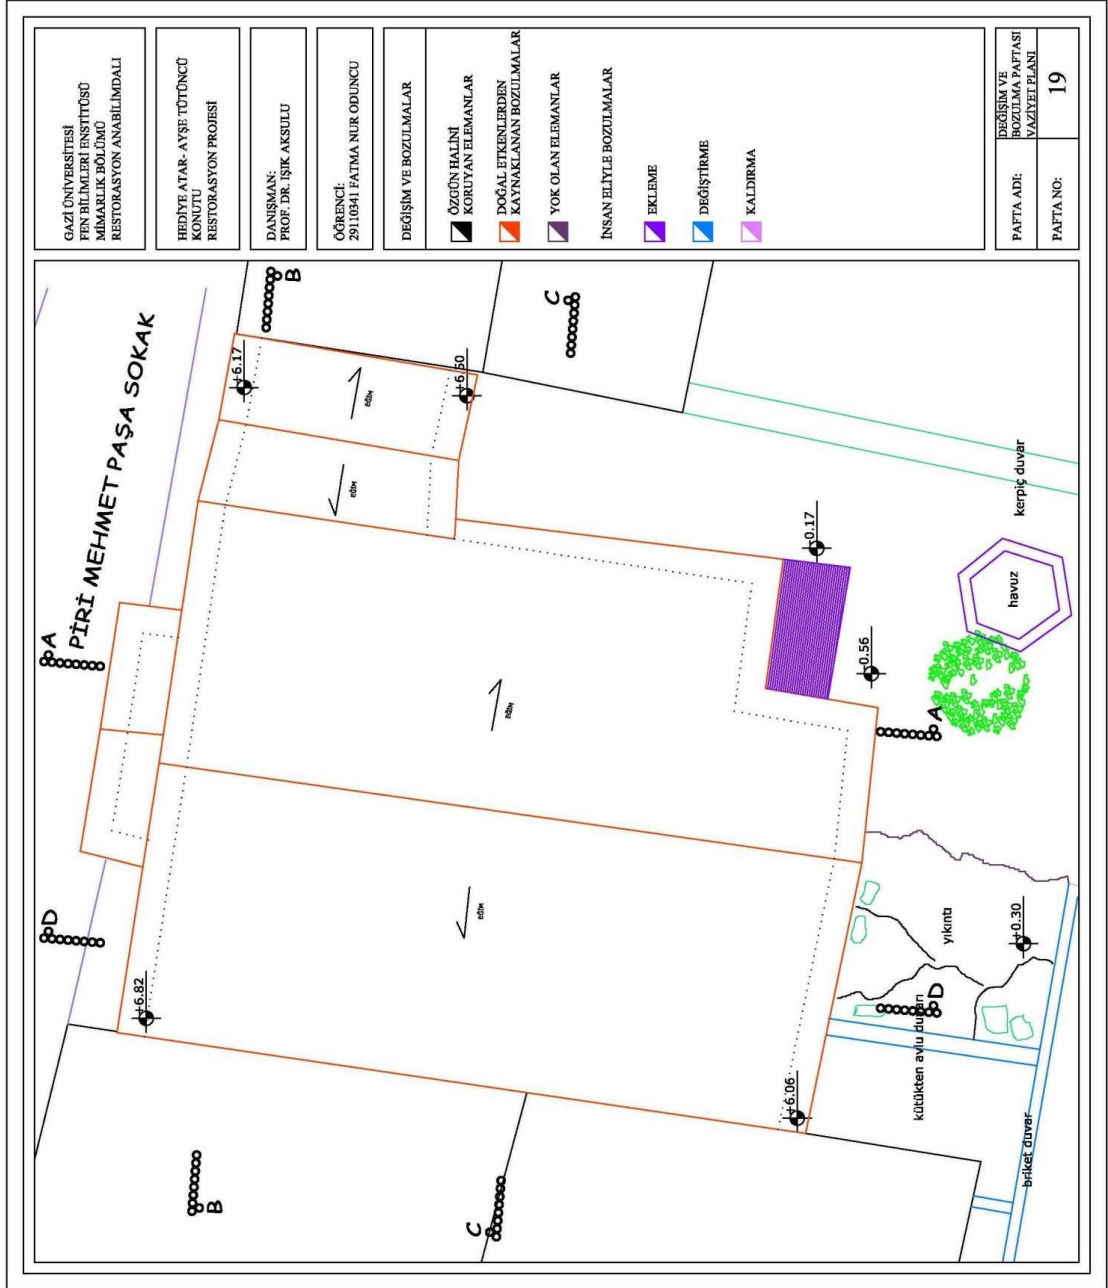 GAZİ ÜNİVERSİTESİ
FEN BİLİMLERİ ENSTİTÜSÜ
MİMARLIK BÖLÜMÜ
RESTORASYON ANABİLİMDALI
HEDİYE ATAR- AYŞE TÜTÜNCÜ
KONUTU
RESTORASYON PROJESİ
DANIŞMAN:
PROF. DR. IŞIK AKSULU
ÖĞRENCİ:
291110341 FATMA NUR ODUNCU
DEĞİŞİM VE BOZULMALAR
ÖZGÜN HALİNİ
KORUYAN ELEMANLAR
DOĞAL ETKENLERDEN
KAYNAKLANAN BOZULMALAR
YOK OLAN ELEMANLAR
İNSAN ELİYLE BOZULMALAR
EKLEME
DEĞİŞTİRME
KALDIRMA
PAFTA ADI:
DEĞİŞİM VE
BOZULMA PAFTASI
VAZİYET PLANI
PAFTA NO:
19
PİRİ MEHMET PAŞA SOKAK
D
A
B
+6.82
+6.17
EĞİM
EĞİM
+6.50
C
B
EĞİM
EĞİM
C
+6.06
-0.17
-0.56
A
D
yıkıntı
+0.30
havuz
kerpiç duvar
kütükten avlu duvarı
briket duvar